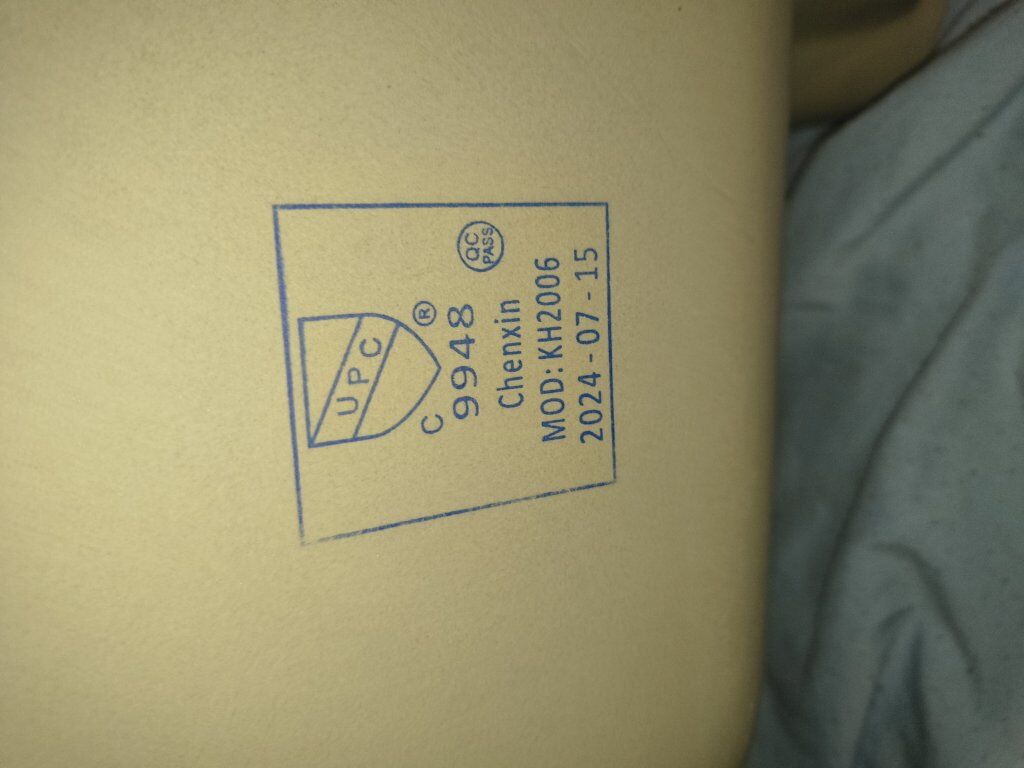 UPC
®
C
9948
QC
PASS
Chenxin
MOD:KH2006
2024-07-15